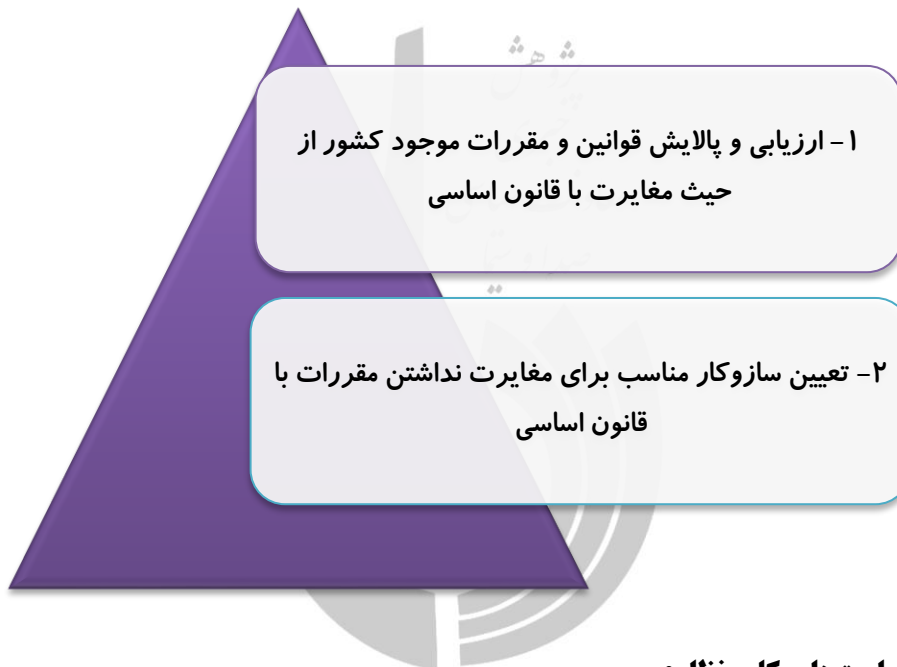 پژوهش
۱- ارزیابی و پالایش قوانین و مقررات موجود کشور از
حیث مغایرت با قانون اساسی
۲- تعیین سازوکار مناسب برای مغایرت نداشتن مقررات با
قانون اساسی